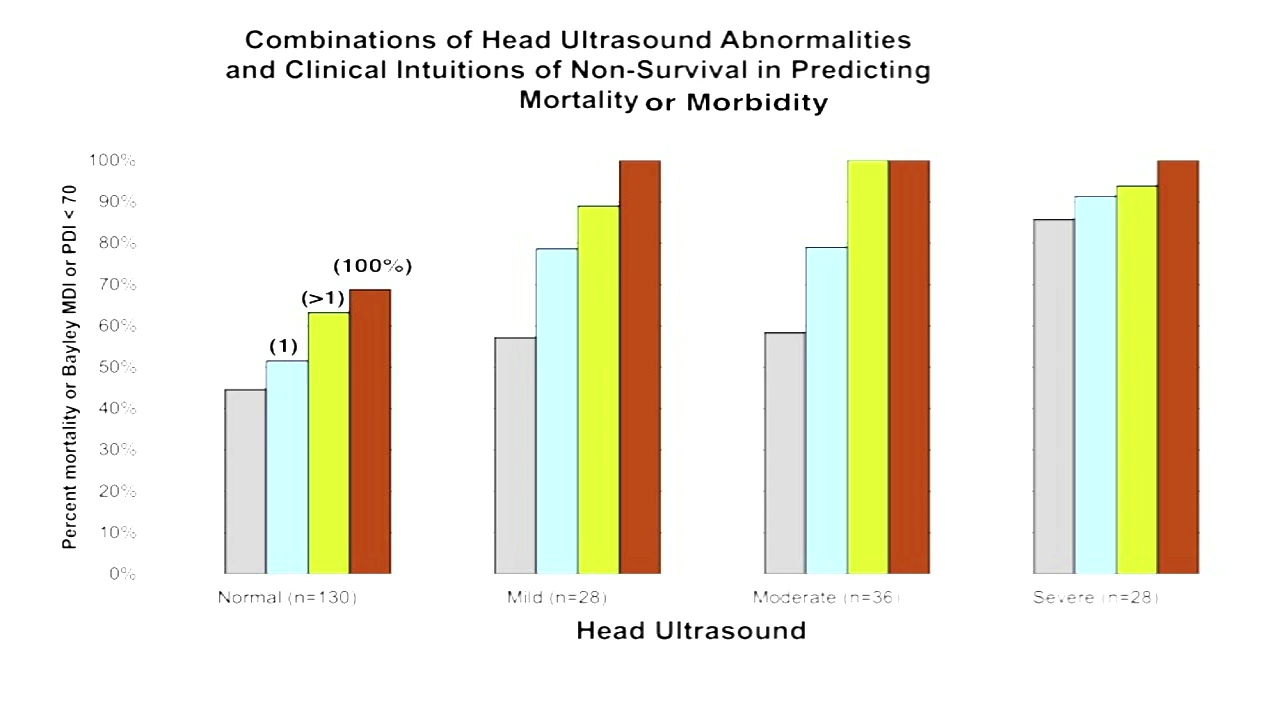 Combinations of Head Ultrasound Abnormalities
and Clinical Intuitions of Non-Survival in Predicting
Mortality or Morbidity
Percent mortality or Bayley MDI or PDI < 70
100%
90%
80%
70%
60%
50%
40%
30%
20%
10%
0%
(1)
(>1)
(100%)
Normal (n=130)
Mild (n=28)
Moderate (n=36)
Severe (n=28)
Head Ultrasound